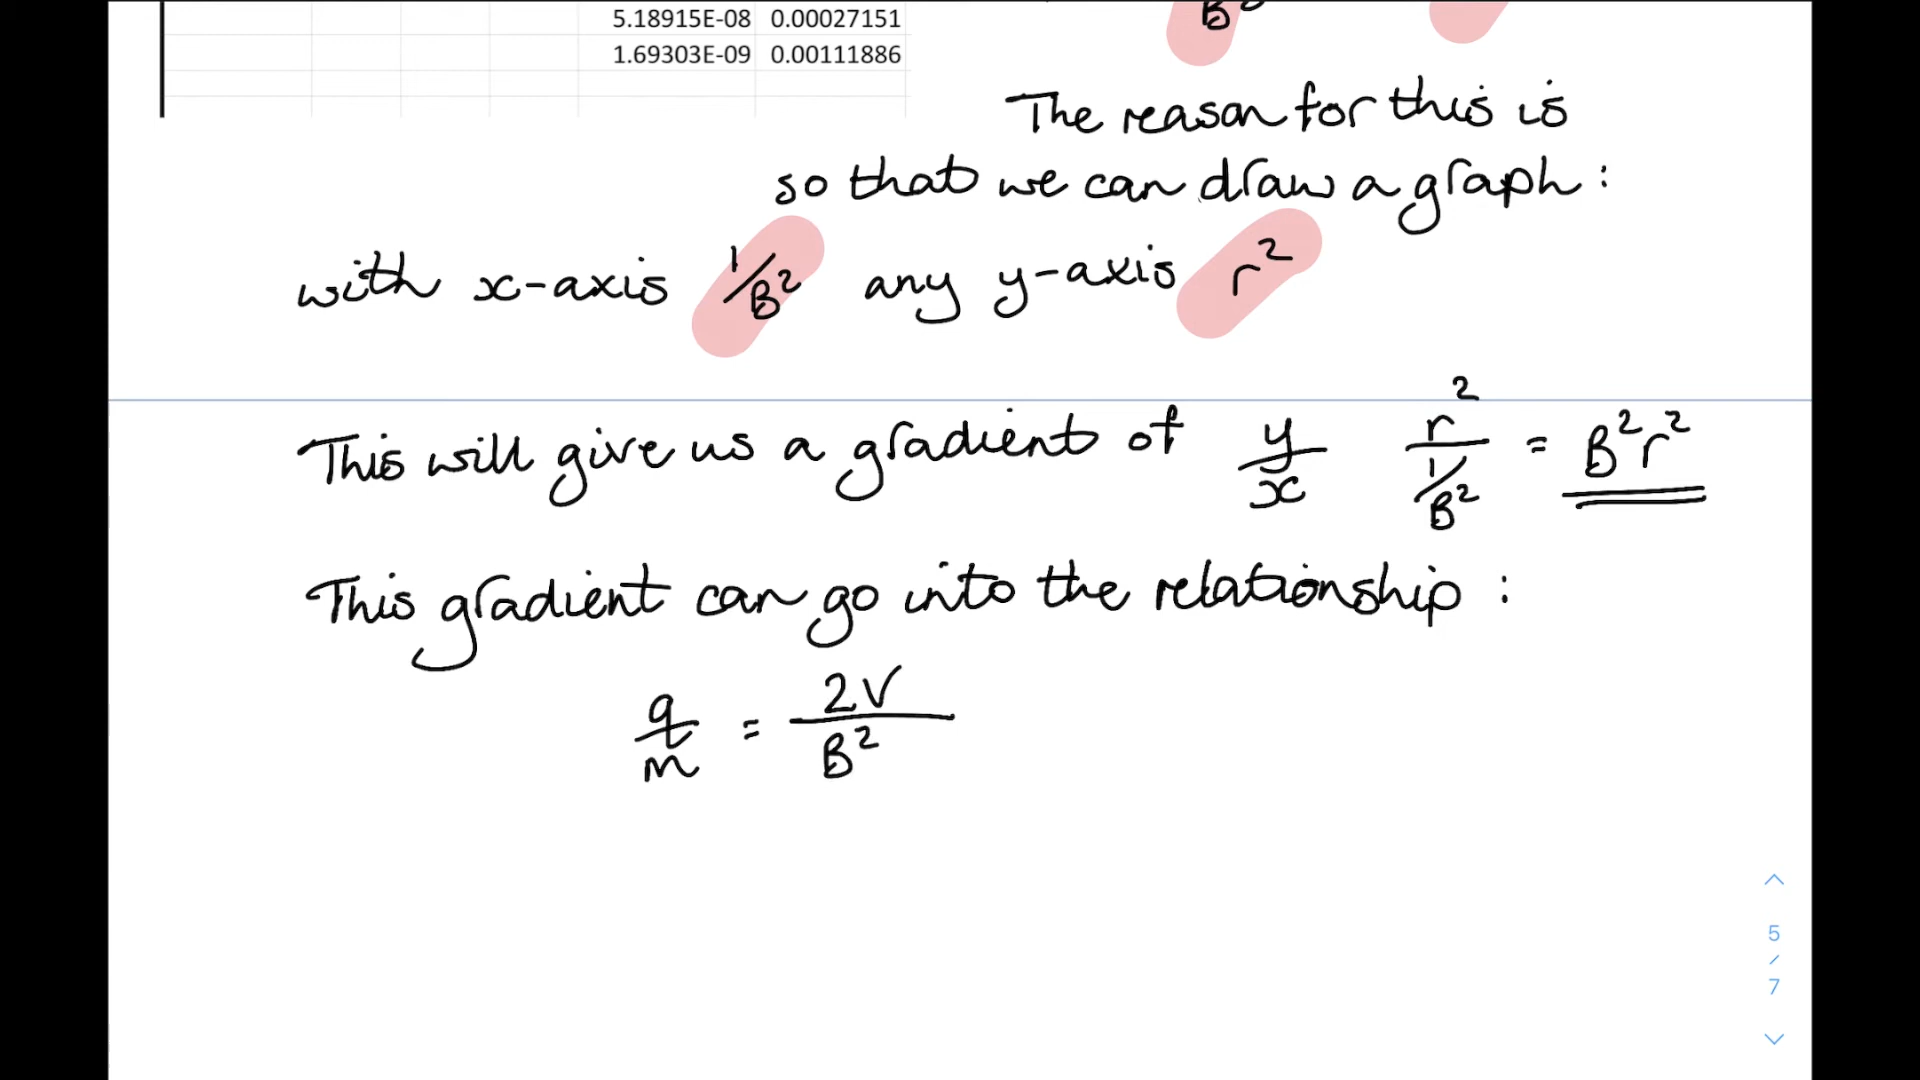 5.18915E-08 0.00027151
1.69303E-09 0.00111886
The reason for this is
so that we can draw a graph :
with x-axis 1/B² any y-axis r²
This will give us a gradient of y/x r²/(1/B²) = B²r²
This gradient can go into the relationship :
q/m = 2V/B²
5
/
7